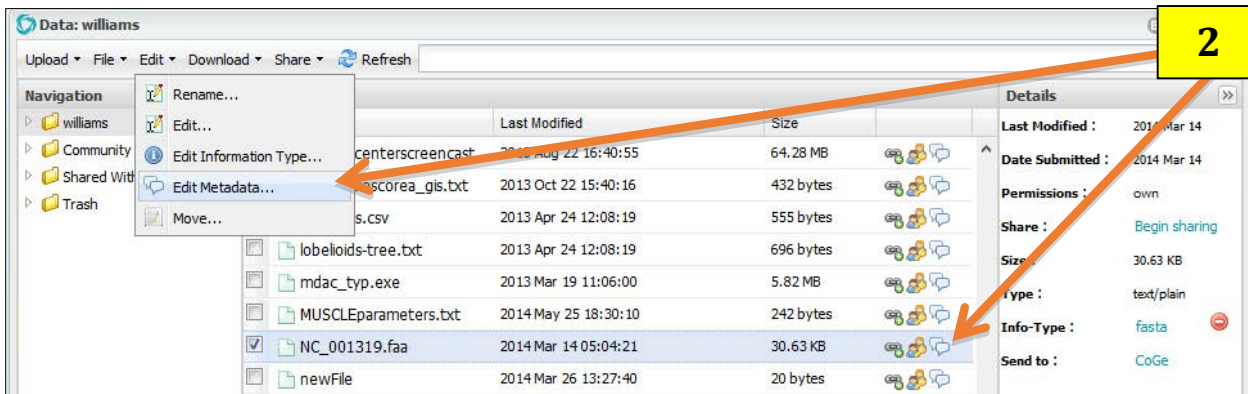 Data: williams
2
Upload File Edit Download Share Refresh
Navigation
williams
Community
Shared With
Trash
Rename...
Edit...
Edit Information Type...
Edit Metadata...
Move...
Last Modified Size
centerscreencast 2013 Aug 22 16:40:55 64.28 MB
scorea_gis.txt 2013 Oct 22 15:40:16 432 bytes
s.csv 2013 Apr 24 12:08:19 555 bytes
lobelioids-tree.txt 2013 Apr 24 12:08:19 696 bytes
mdac_typ.exe 2013 Mar 19 11:06:00 5.82 MB
MUSCLEparameters.txt 2014 May 25 18:30:10 242 bytes
NC_001319.faa 2014 Mar 14 05:04:21 30.63 KB
newFile 2014 Mar 26 13:27:40 20 bytes
Details
Last Modified : 2014 Mar 14
Date Submitted : 2014 Mar 14
Permissions : own
Share : Begin sharing
Size : 30.63 KB
Type : text/plain
Info-Type : fasta
Send to : CoGe